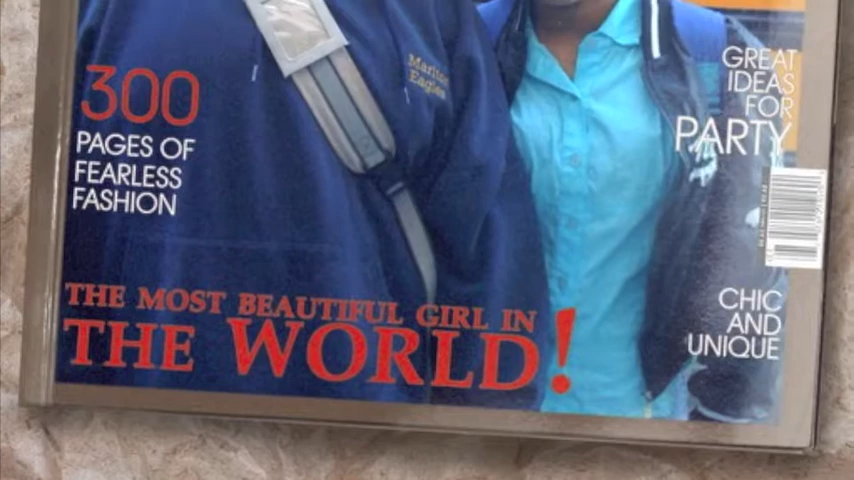 300
PAGES OF
FEARLESS
FASHION
Eagles
GREAT
IDEAS
FOR
PARTY
CHIC
AND
UNIQUE
THE MOST BEAUTIFUL GIRL IN
THE WORLD!